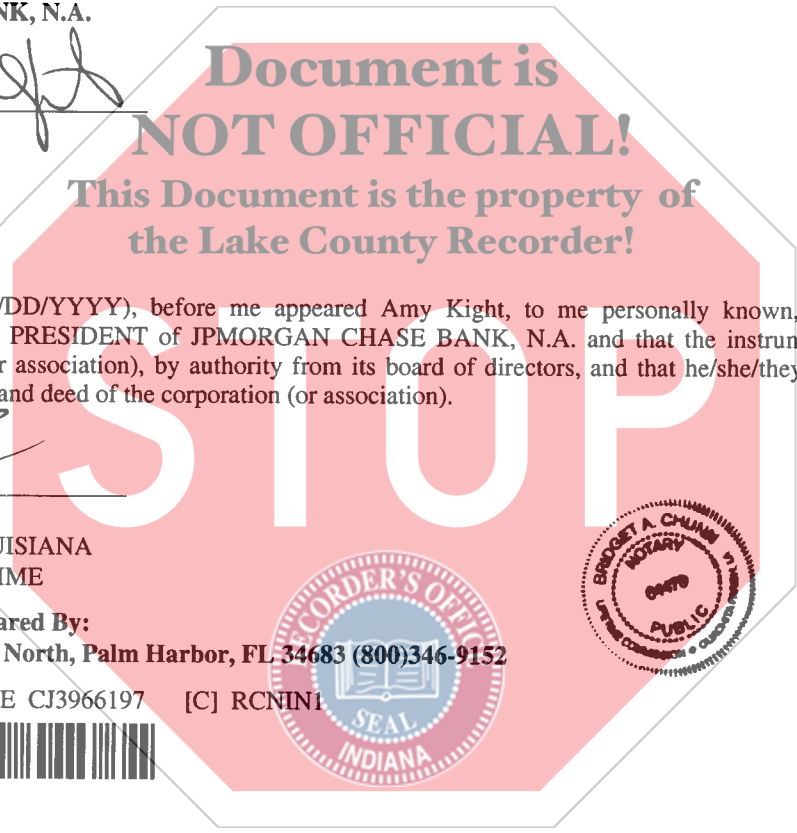 NK, N.A.
Document is
NOT OFFICIAL!
This Document is the property of
the Lake County Recorder!
/DD/YYYY), before me appeared Amy Kight, to me personally known,
PRESIDENT of JPMORGAN CHASE BANK, N.A. and that the instrun
r association), by authority from its board of directors, and that he/she/they
and deed of the corporation (or association).
STOP
UISIANA
IME
BRIDGET A.
NOTARY
PUBLIC
ared By:
North, Palm Harbor, FL 34683 (800)346-9152
E CJ3966197 [C] RCNIN1
RECORDER'S OFFIC
SEAL
INDIANA